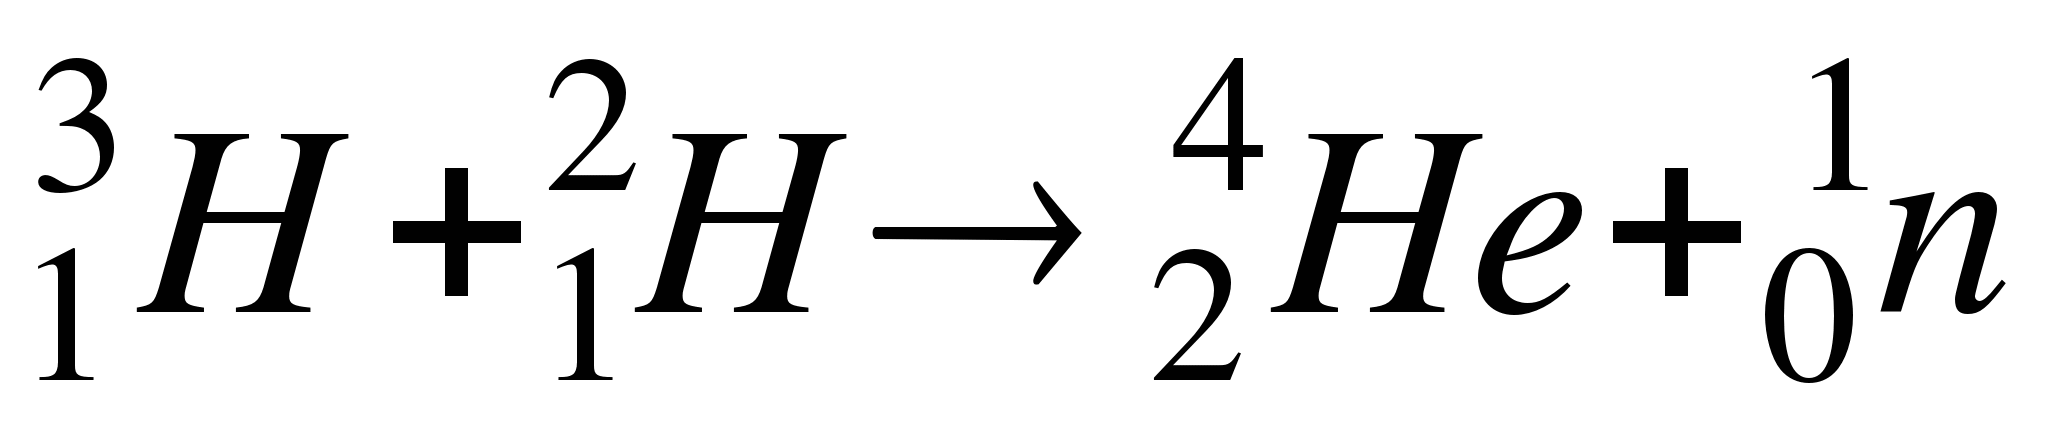 ³₁H + ²₁H → ⁴₂He + ¹₀n